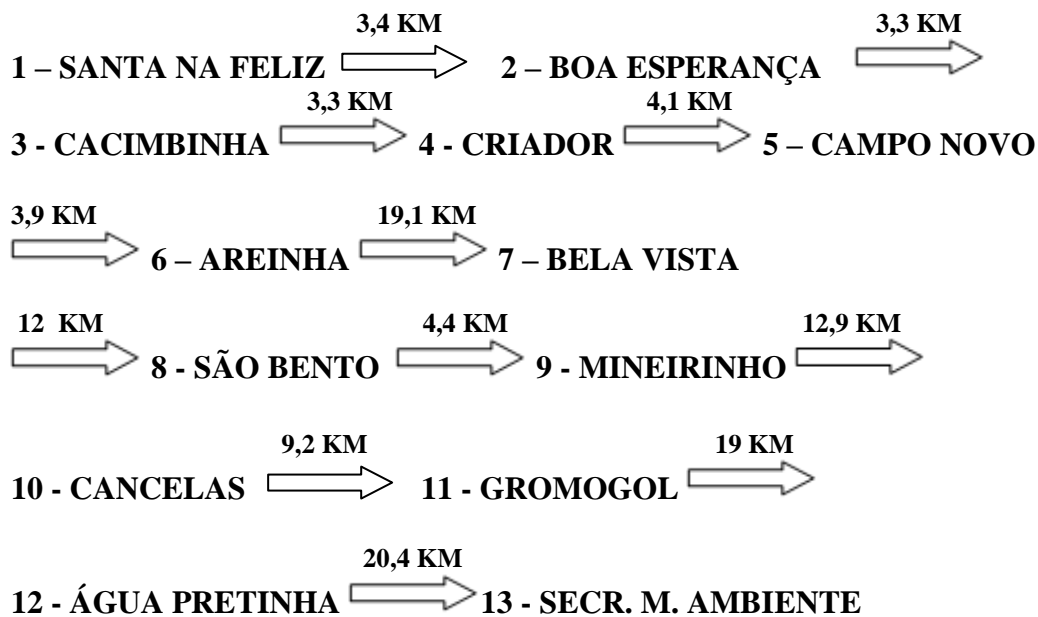 3,4 KM 3,3 KM
1 – SANTA NA FELIZ 2 – BOA ESPERANÇA
3,3 KM 4,1 KM
3 - CACIMBINHA 4 - CRIADOR 5 – CAMPO NOVO
3,9 KM 19,1 KM
6 – AREINHA 7 – BELA VISTA
12 KM 4,4 KM 12,9 KM
8 - SÃO BENTO 9 - MINEIRINHO
9,2 KM 19 KM
10 - CANCELAS 11 - GROMOGOL
20,4 KM
12 - ÁGUA PRETINHA 13 - SECR. M. AMBIENTE